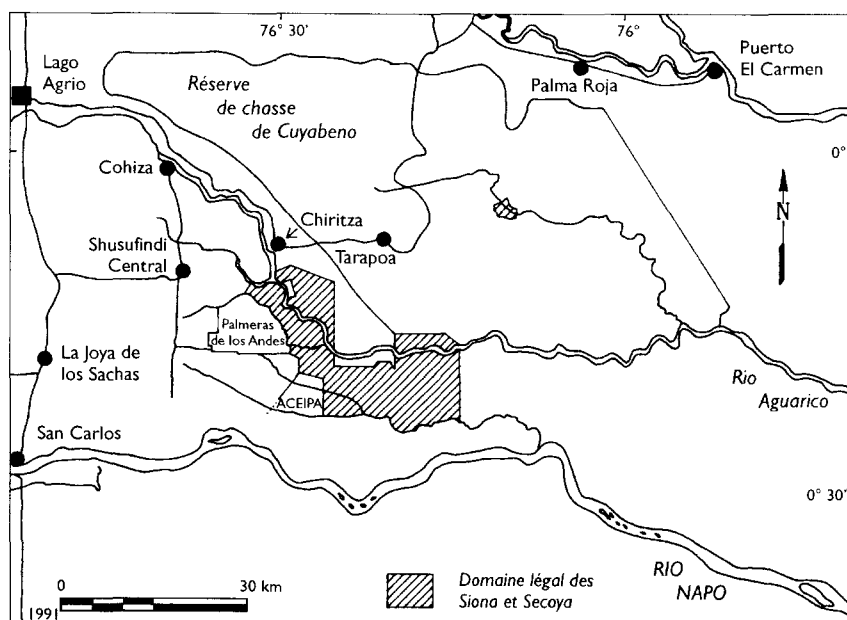 76° 30'
76°
Lago
Agrio
Réserve
de chasse
de Cuyabeno
Palma Roja
Puerto
El Carmen
0°
Cohiza
N
Chiritza
Tarapoa
Shusufindi
Central
Palmeras
de los Andes
La Joya de
los Sachas
Rio
Aguarico
ACEIPA
San Carlos
0° 30'
0
30 km
Domaine légal des
Siona et Secoya
RIO
NAPO
1991